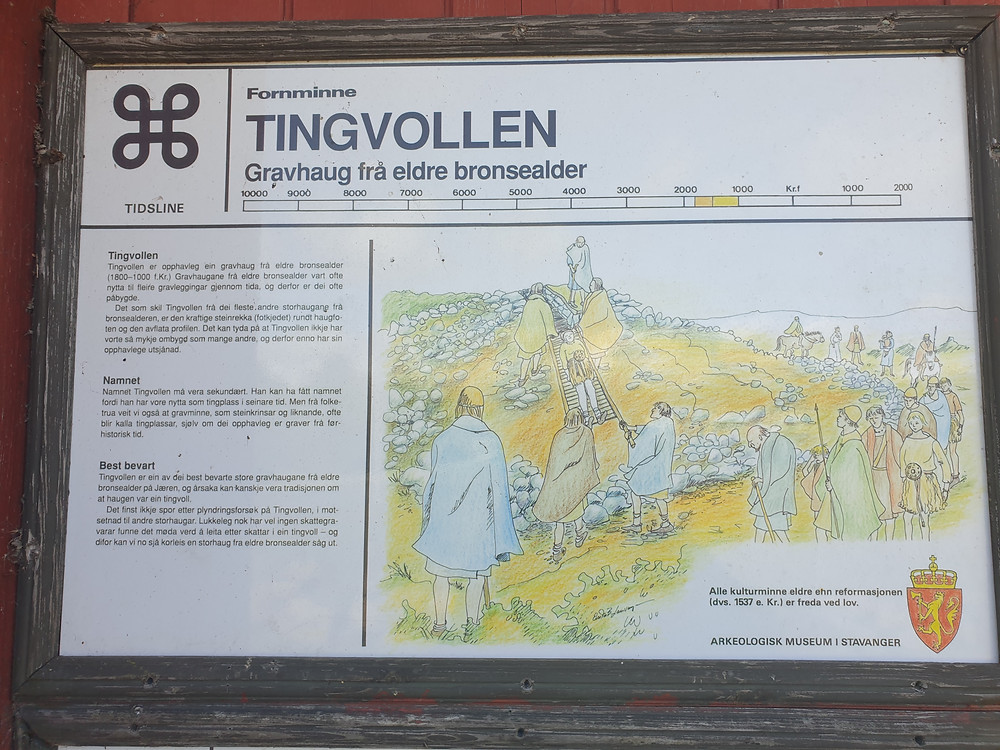 Fornminne
TINGVOLLEN
Gravhaug frå eldre bronsealder
TIDSLINE
10000 9000 8000 7000 6000 5000 4000 3000 2000 1000 Kr.f 1000 2000
Tingvollen
Tingvollen er opphavleg ein gravhaug frå eldre bronsealder
(1800–1000 f.Kr.) Gravhaugane frå eldre bronsealder vart ofte
nytta til fleire gravleggingar gjennom tida, og derfor er dei ofte
påbygde.
Det som skil Tingvollen frå dei fleste andre storhaugane frå
bronsealderen, er den kraftige steinrekka (fotkjedet) rundt haugfo-
ten og den avflata profilen. Det kan tyda på at Tingvollen ikkje har
vorte så mykje ombygd som mange andre, og derfor enno har sin
opphavlege utsjånad.
Namnet
Namnet Tingvollen må vera sekundært. Han kan ha fått namnet
fordi han har vore nytta som tingplass i seinare tid. Men frå folke-
trua veit vi også at gravminne, som steinkrinsar og liknande, ofte
blir kalla tingplassar, sjølv om dei opphavleg er graver frå før-
historisk tid.
Best bevart
Tingvollen er ein av dei best bevarte store gravhaugane frå eldre
bronsealder på Jæren, og årsaka kan kanskje vera tradisjonen om
at haugen var ein tingvoll.
Det finst ikkje spor etter plyndringsforsøk på Tingvollen, i mot-
setnad til andre storhaugar. Lukkeleg nok har vel ingen skattegra-
varar funne det møda verd å leita etter skattar i ein tingvoll – og
difor kan vi no sjå korleis en storhaug fra eldre bronsealder såg ut.
Alle kulturminne eldre ehn reformasjonen
(dvs. 1537 e. Kr.) er freda ved lov.
ARKEOLOGISK MUSEUM I STAVANGER